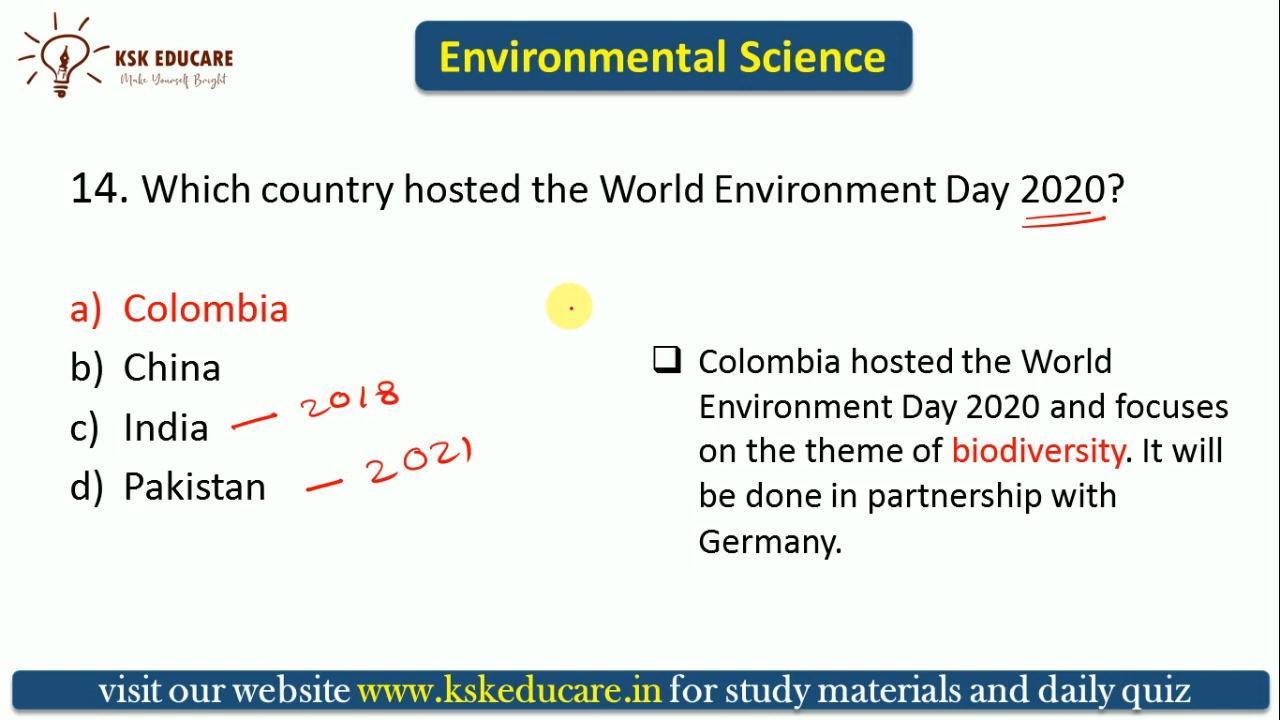 KSK EDUCARE
Make Yourself Bright
Environmental Science
14. Which country hosted the World Environment Day 2020?
a) Colombia
b) China
c) India — 2018
d) Pakistan — 2021
Colombia hosted the World
Environment Day 2020 and focuses
on the theme of biodiversity. It will
be done in partnership with
Germany.
visit our website www.kskeducare.in for study materials and daily quiz